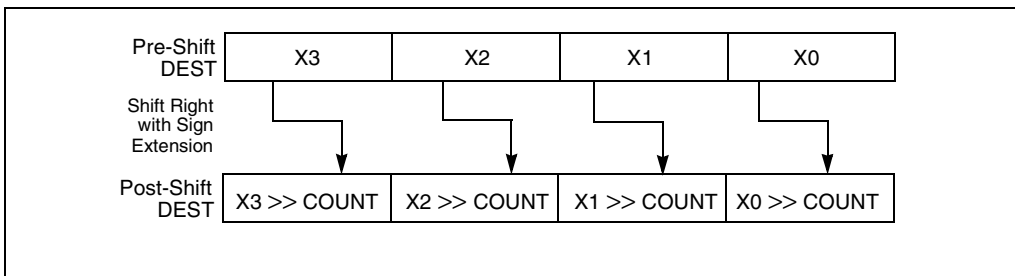 Pre-Shift
DEST
X3 X2 X1 X0
Shift Right
with Sign
Extension
Post-Shift
DEST
X3 >> COUNT X2 >> COUNT X1 >> COUNT X0 >> COUNT